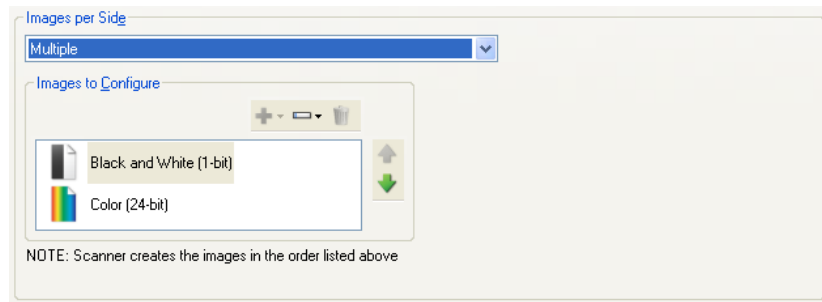 Images per Side
Multiple
Images to Configure
Black and White (1-bit)
Color (24-bit)
NOTE: Scanner creates the images in the order listed above